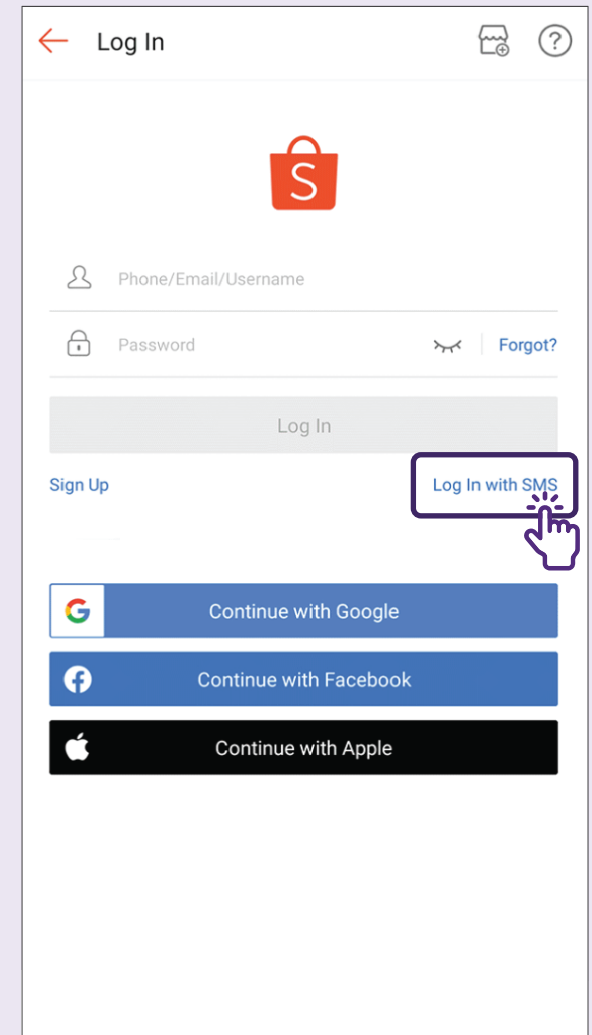 Log In
S
Phone/Email/Username
Password
Forgot?
Log In
Sign Up
Log In with SMS
Continue with Google
Continue with Facebook
Continue with Apple